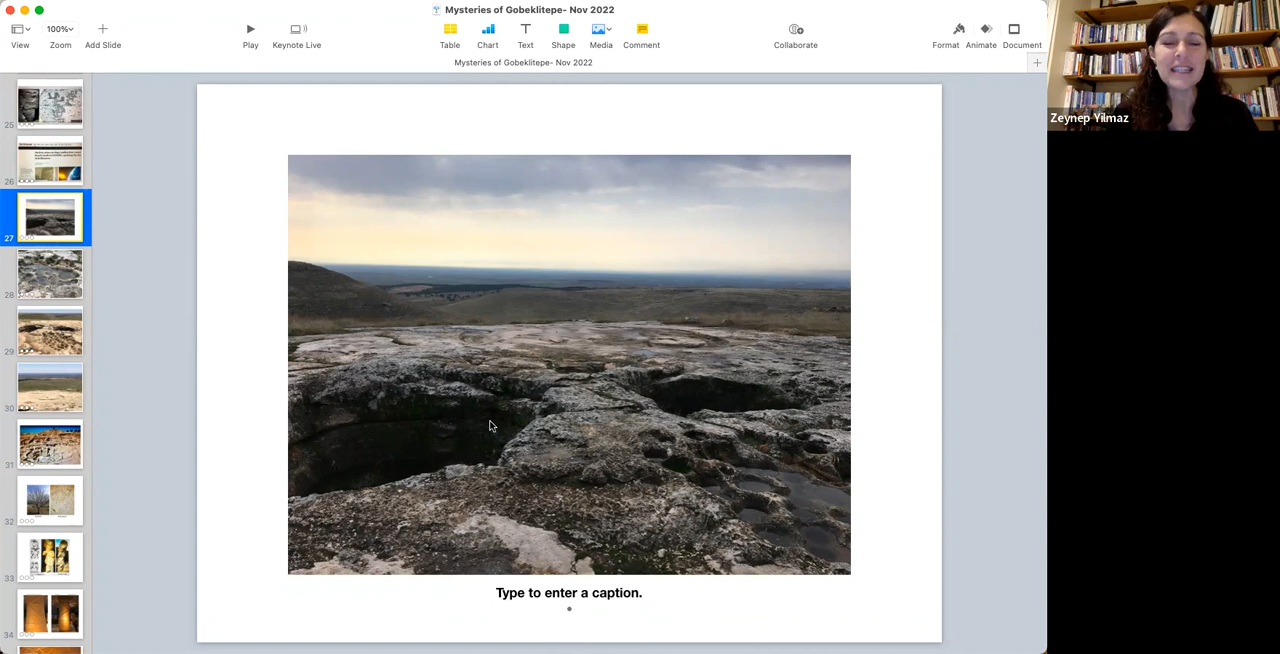 Mysteries of Gobeklitepe- Nov 2022
100%
View
Zoom
Add Slide
Play
Keynote Live
Table
Chart
Text
Shape
Media
Comment
Collaborate
Format
Animate
Document
Mysteries of Gobeklitepe- Nov 2022
Zeynep Yilmaz
25
26
27
28
29
30
31
32
33
34
Type to enter a caption.